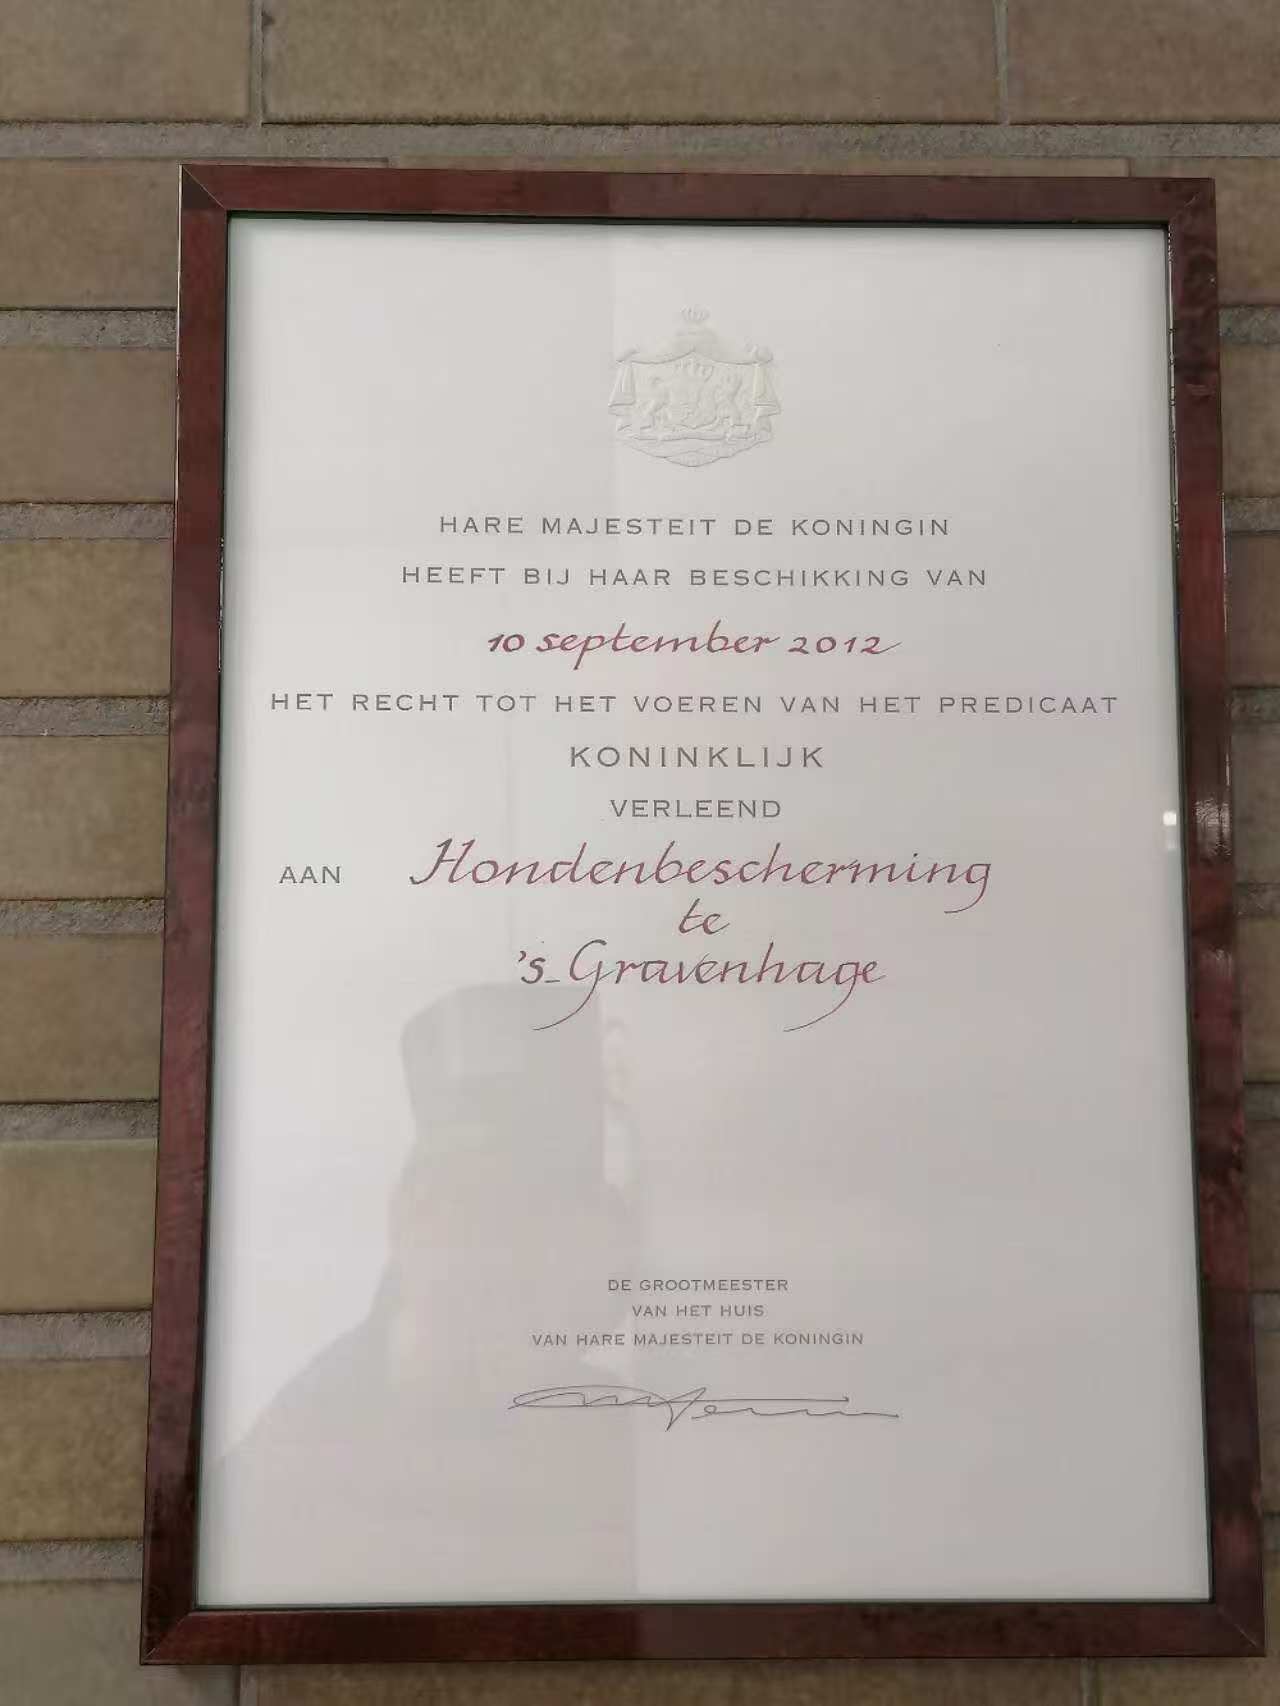 HARE MAJESTEIT DE KONINGIN
HEEFT BIJ HAAR BESCHIKKING VAN
10 september 2012
HET RECHT TOT HET VOEREN VAN HET PREDICAAT
KONINKLIJK
VERLEEND
AAN Hondenbescherming
te
's-Gravenhage
DE GROOTMEESTER
VAN HET HUIS
VAN HARE MAJESTEIT DE KONINGIN